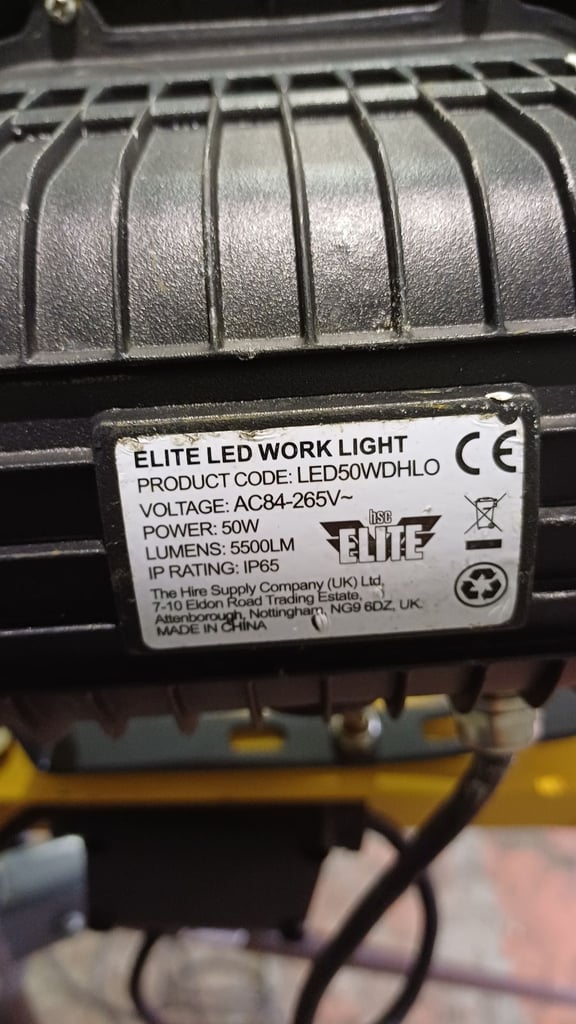 ELITE LED WORK LIGHT
PRODUCT CODE: LED50WDHLO
VOLTAGE: AC84-265V~
POWER: 50W
LUMENS: 5500LM
IP RATING: IP65
CE
hsc
ELITE
The Hire Supply Company (UK) Ltd,
7-10 Eldon Road Trading Estate,
Attenborough, Nottingham, NG9 6DZ, UK.
MADE IN CHINA